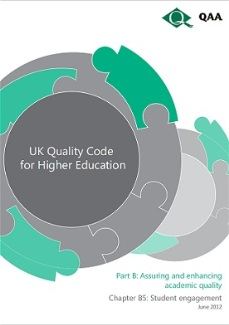 QAA
UK Quality Code
for Higher Education
Part B: Assuring and enhancing
academic quality
Chapter B5: Student engagement
June 2012